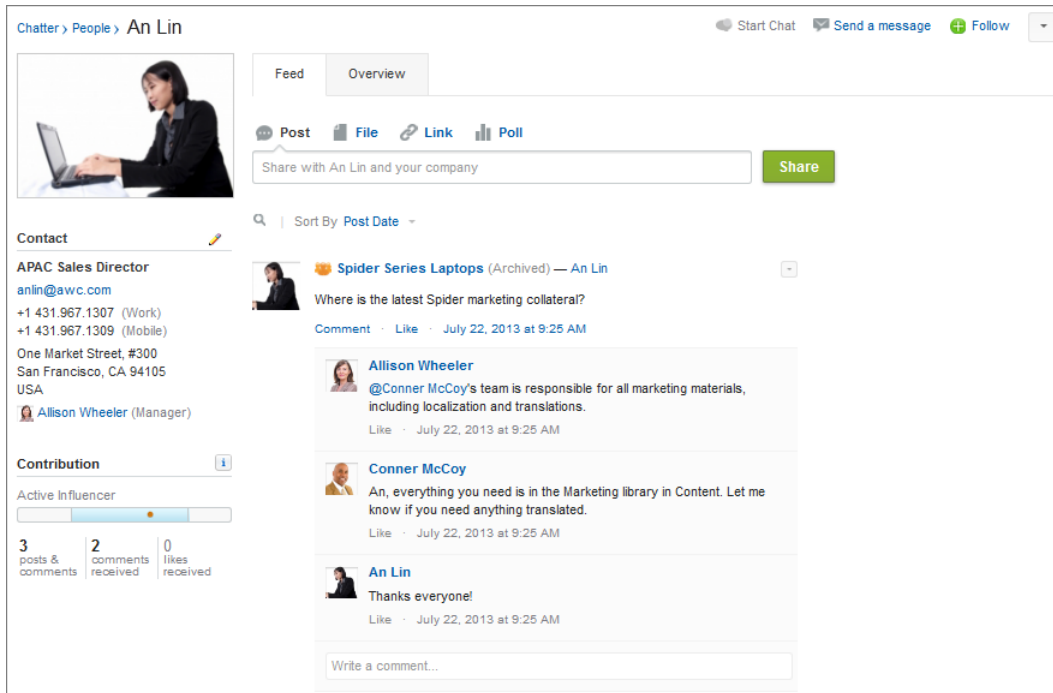 Chatter › People › An Lin
Start Chat Send a message Follow
Feed Overview
Post File Link Poll
Share with An Lin and your company
Share
Sort By Post Date
Contact
APAC Sales Director
anlin@awc.com
+1 431.967.1307 (Work)
+1 431.967.1309 (Mobile)
One Market Street, #300
San Francisco, CA 94105
USA
Allison Wheeler (Manager)
Contribution
i
Active Influencer
3 2 0
posts & comments likes
comments received received
Spider Series Laptops (Archived) — An Lin
Where is the latest Spider marketing collateral?
Comment · Like · July 22, 2013 at 9:25 AM
Allison Wheeler
@Conner McCoy's team is responsible for all marketing materials,
including localization and translations.
Like · July 22, 2013 at 9:25 AM
Conner McCoy
An, everything you need is in the Marketing library in Content. Let me
know if you need anything translated.
Like · July 22, 2013 at 9:25 AM
An Lin
Thanks everyone!
Like · July 22, 2013 at 9:25 AM
Write a comment...